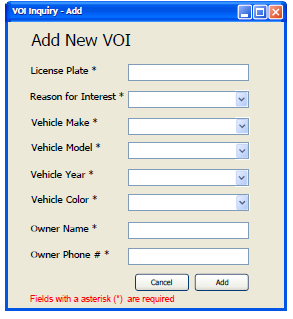 VOI Inquiry - Add
Add New VOI
License Plate *
Reason for Interest *
Vehicle Make *
Vehicle Model *
Vehicle Year *
Vehicle Color *
Owner Name *
Owner Phone # *
Cancel Add
Fields with a asterisk (*) are required